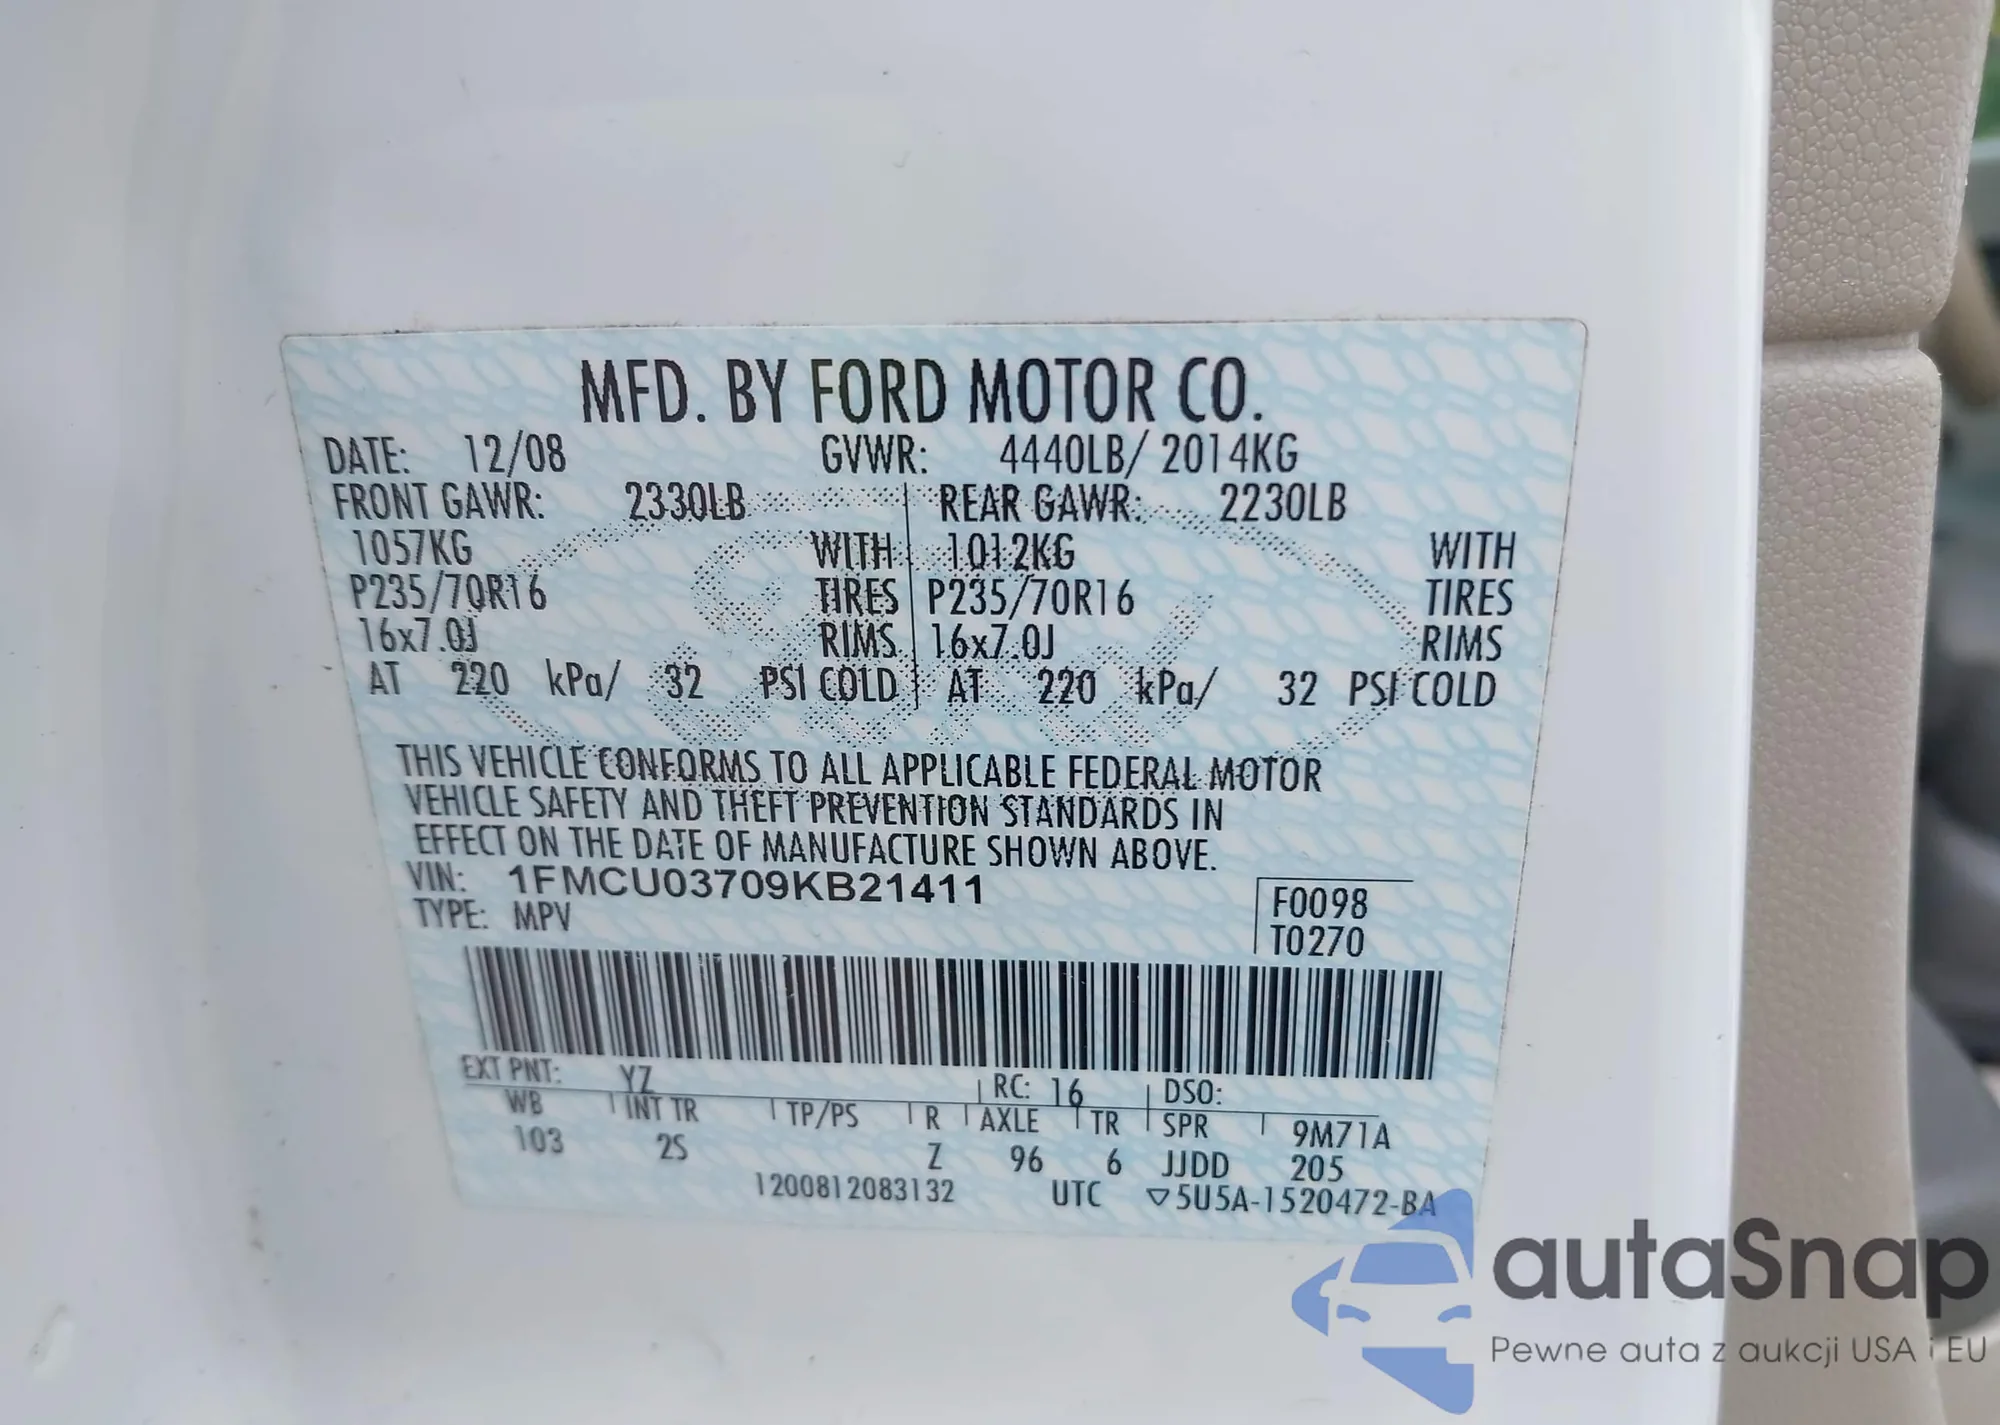 MFD. BY FORD MOTOR CO.
DATE: 12/08 GVWR: 4440LB/ 2014KG
FRONT GAWR: 2330LB REAR GAWR: 2230LB
1057KG WITH 1012KG WITH
P235/70R16 TIRES P235/70R16 TIRES
16x7.0J RIMS 16x7.0J RIMS
AT 220 kPa/ 32 PSI COLD AT 220 kPa/ 32 PSI COLD
THIS VEHICLE CONFORMS TO ALL APPLICABLE FEDERAL MOTOR
VEHICLE SAFETY AND THEFT PREVENTION STANDARDS IN
EFFECT ON THE DATE OF MANUFACTURE SHOWN ABOVE.
VIN: 1FMCU03709KB21411
TYPE: MPV
F0098
T0270
EXT PNT: YZ RC: 16 DSO:
WB INT TR TP/PS R AXLE TR SPR 9M71A
103 2S Z 96 6 JJDD 205
1200812083132 UTC ▽5U5A-1520472-BA
autaSnap
Pewne auta z aukcji USA i EU